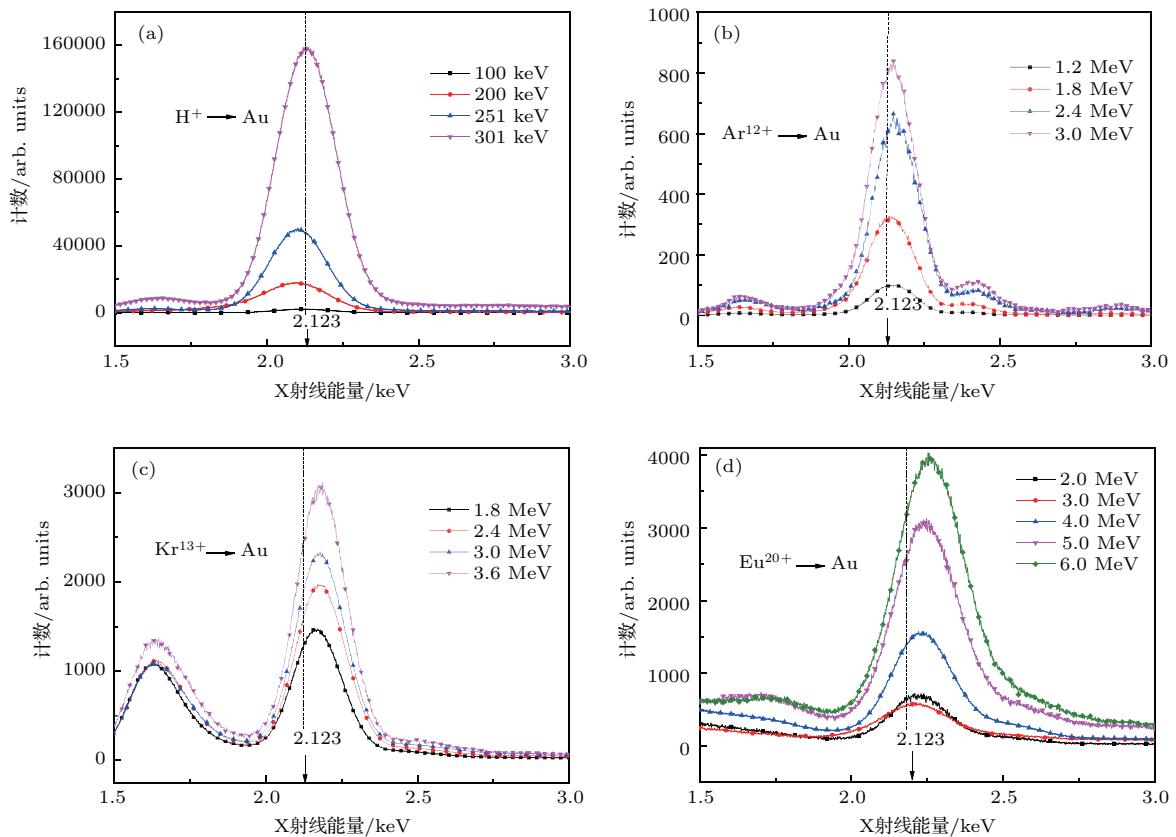 (a)
160000
120000
80000
40000
0
计数/arb. units
H⁺ → Au
100 keV
200 keV
251 keV
301 keV
2.123
1.5 2.0 2.5 3.0
X射线能量/keV
(b)
1000
800
600
400
200
0
计数/arb. units
Ar¹²⁺ → Au
1.2 MeV
1.8 MeV
2.4 MeV
3.0 MeV
2.123
1.5 2.0 2.5 3.0
X射线能量/keV
(c)
3000
2000
1000
0
计数/arb. units
Kr¹³⁺ → Au
1.8 MeV
2.4 MeV
3.0 MeV
3.6 MeV
2.123
1.5 2.0 2.5 3.0
X射线能量/keV
(d)
4000
3000
2000
1000
0
计数/arb. units
Eu²⁰⁺ → Au
2.0 MeV
3.0 MeV
4.0 MeV
5.0 MeV
6.0 MeV
2.123
1.5 2.0 2.5 3.0
X射线能量/keV